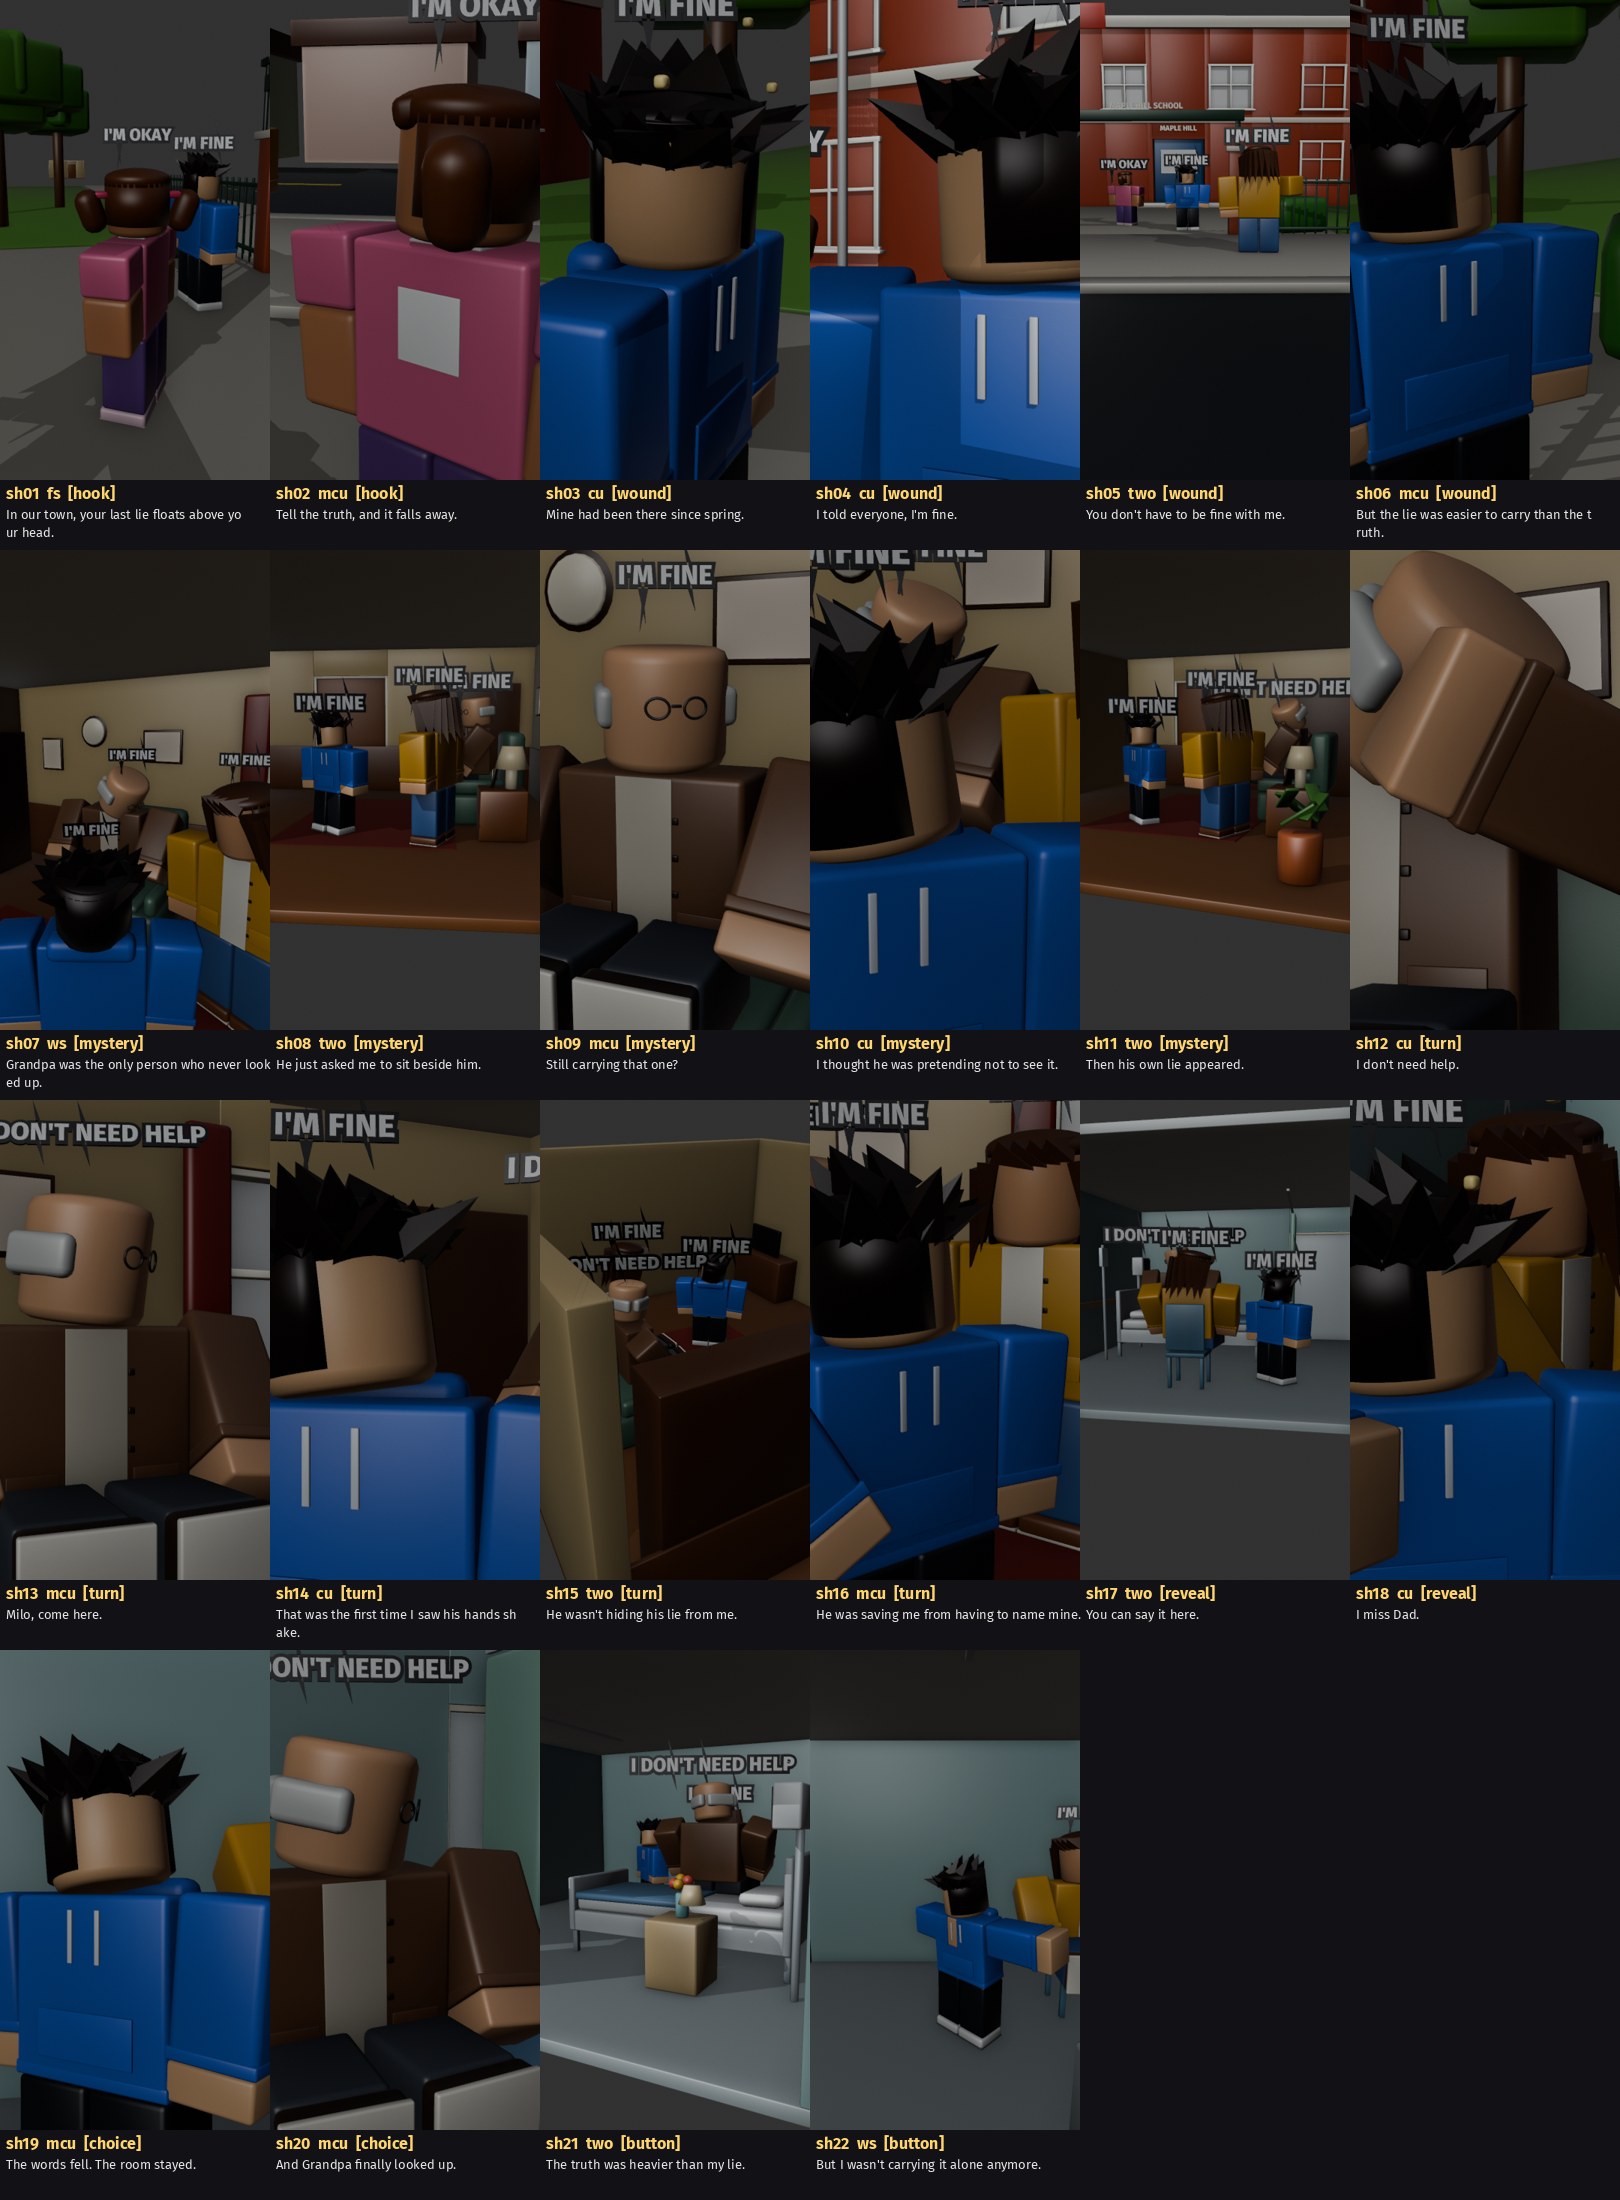 I'M OKAY
I'M FINE
I'M OKAY
I'M FINE
I'M OKAY
I'M FINE
I'M FINE
SCHOOL
MAPLE HILL
I'M FINE
sh01 fs [hook]
In our town, your last lie floats above yo
ur head.
sh02 mcu [hook]
Tell the truth, and it falls away.
sh03 cu [wound]
Mine had been there since spring.
sh04 cu [wound]
I told everyone, I'm fine.
sh05 two [wound]
You don't have to be fine with me.
sh06 mcu [wound]
But the lie was easier to carry than the t
ruth.
I'M FINE
I'M FINE
I'M FINE
I'M FINE
I'M FINE
FINE
I'M FINE
I'M FINE
FINE
I'M FINE
I'M FINE
'T NEED HEL
sh07 ws [mystery]
Grandpa was the only person who never look
ed up.
sh08 two [mystery]
He just asked me to sit beside him.
sh09 mcu [mystery]
Still carrying that one?
sh10 cu [mystery]
I thought he was pretending not to see it.
sh11 two [mystery]
Then his own lie appeared.
sh12 cu [turn]
I don't need help.
DON'T NEED HELP
I'M FINE
I D
I'M FINE
I'M FINE
ON'T NEED HELP
I'M FINE
I DON'T
I'M FINE
.P
I'M FINE
'M FINE
sh13 mcu [turn]
Milo, come here.
sh14 cu [turn]
That was the first time I saw his hands sh
ake.
sh15 two [turn]
He wasn't hiding his lie from me.
sh16 mcu [turn]
He was saving me from having to name mine.
sh17 two [reveal]
You can say it here.
sh18 cu [reveal]
I miss Dad.
DON'T NEED HELP
I DON'T NEED HELP
I'M
sh19 mcu [choice]
The words fell. The room stayed.
sh20 mcu [choice]
And Grandpa finally looked up.
sh21 two [button]
The truth was heavier than my lie.
sh22 ws [button]
But I wasn't carrying it alone anymore.